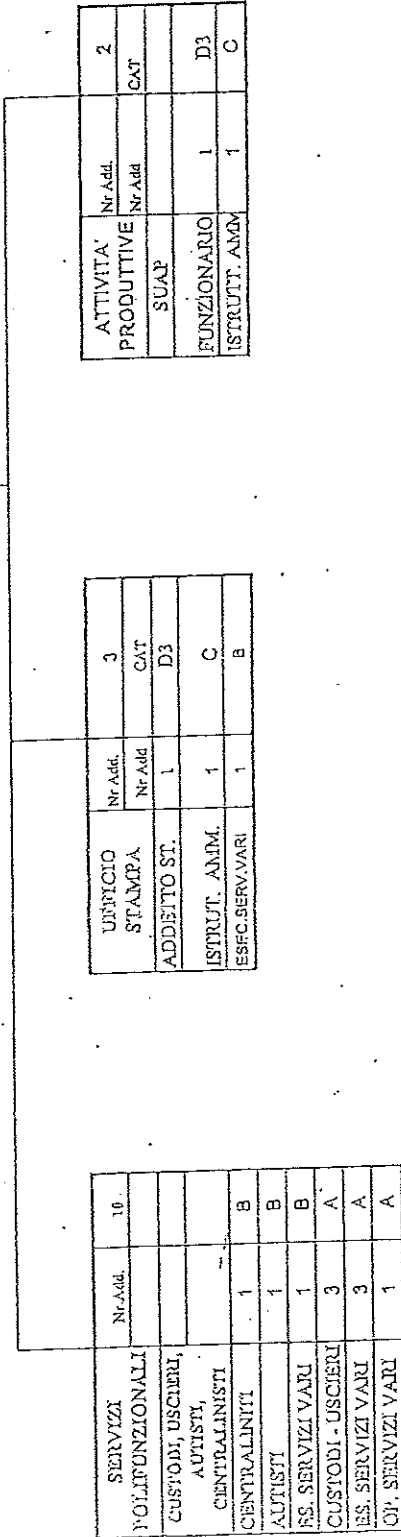 SERVIZI Nr Add. 10
POLIFUNZIONALI
CUSTODI, USCIERI,
AUTISTI,
CENTRALINISTI
CENTRALINITI 1 B
AUTISTI 1 B
ES. SERVIZI VARI 1 B
CUSTODI - USCIERI 3 A
ES. SERVIZI VARI 3 A
OP. SERVIZI VARI 1 A
UFFICIO Nr Add. 3
STAMPA Nr Add CAT
ADDETTO ST. 1 D3
ISTRUT. AMM. 1 C
ESEC.SERV.VARI 1 B
ATTIVITA' Nr Add. 2
PRODUTTIVE Nr Add CAT
SUAP
FUNZIONARIO 1 D3
ISTRUTT. AMM 1 C